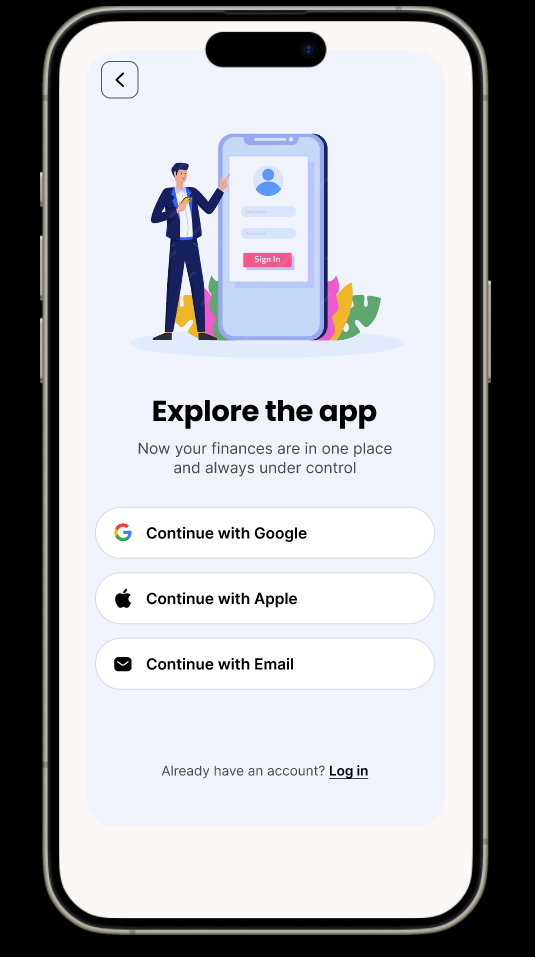 Sign In
Explore the app
Now your finances are in one place
and always under control
Continue with Google
Continue with Apple
Continue with Email
Already have an account? Log in